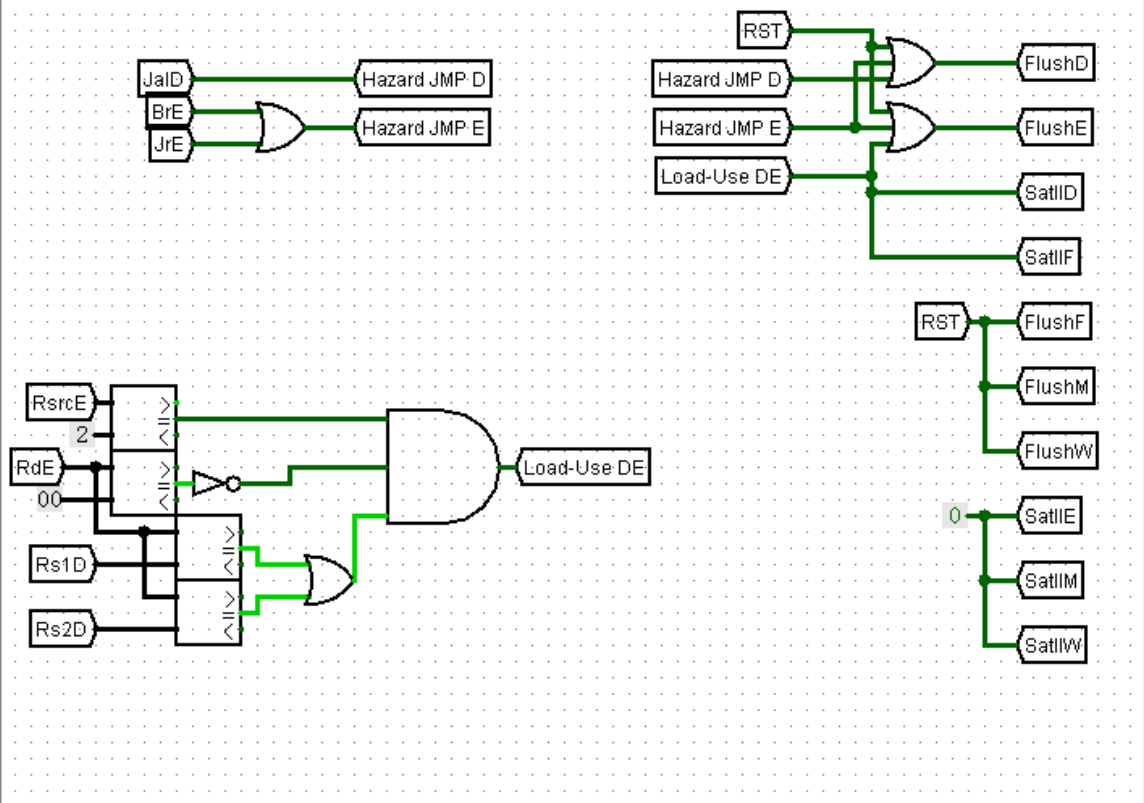 RST
JalD
Hazard JMP D
Hazard JMP D
FlushD
BrE
JrE
Hazard JMP E
Hazard JMP E
FlushE
Load-Use DE
SatllD
SatllF
RST
FlushF
FlushM
FlushW
RsrcE
>
=
<
2
RdE
>
=
<
00
Load-Use DE
0
SatllE
SatllM
SatllW
>
=
<
Rs1D
>
=
<
Rs2D